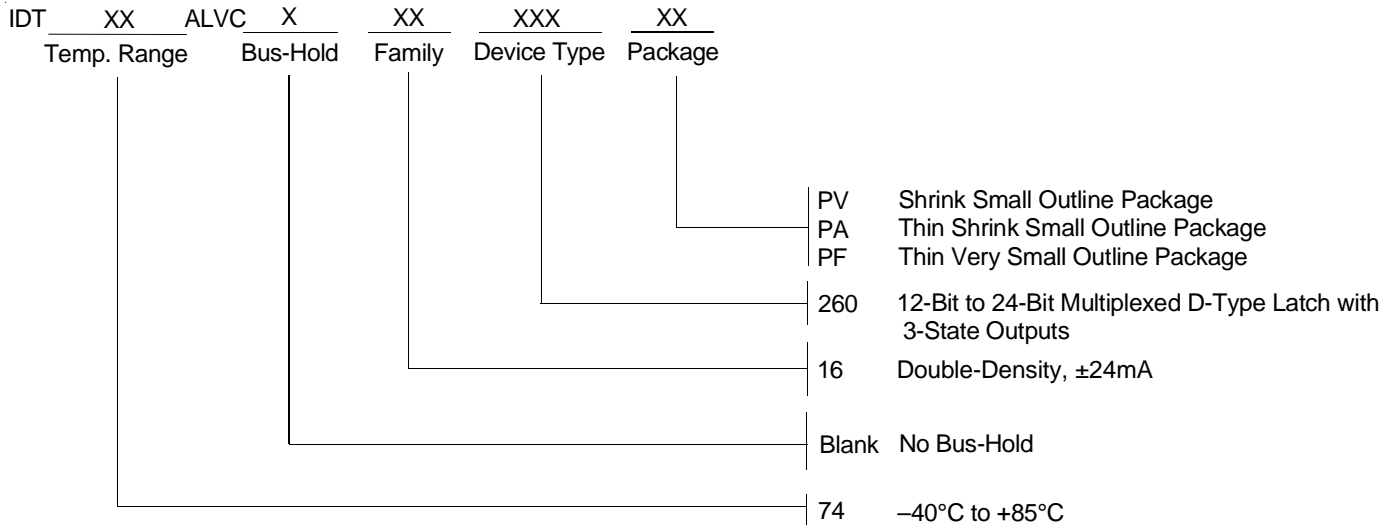 IDT XX ALVC X XX XXX XX
Temp. Range Bus-Hold Family Device Type Package
PV Shrink Small Outline Package
PA Thin Shrink Small Outline Package
PF Thin Very Small Outline Package
260 12-Bit to 24-Bit Multiplexed D-Type Latch with
3-State Outputs
16 Double-Density, ±24mA
Blank No Bus-Hold
74 –40°C to +85°C